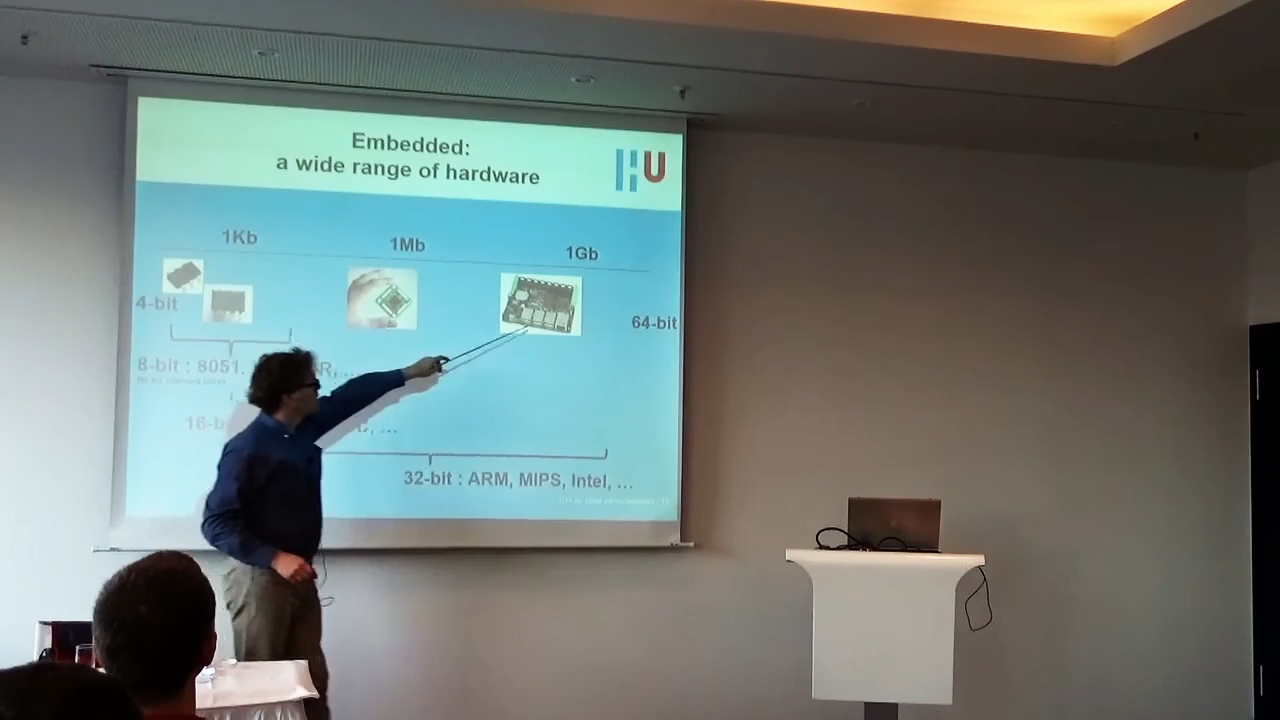 Embedded:
a wide range of hardware
HU
1Kb
1Mb
1Gb
4-bit
64-bit
8-bit : 8051,
32-bit : ARM, MIPS, Intel, ...